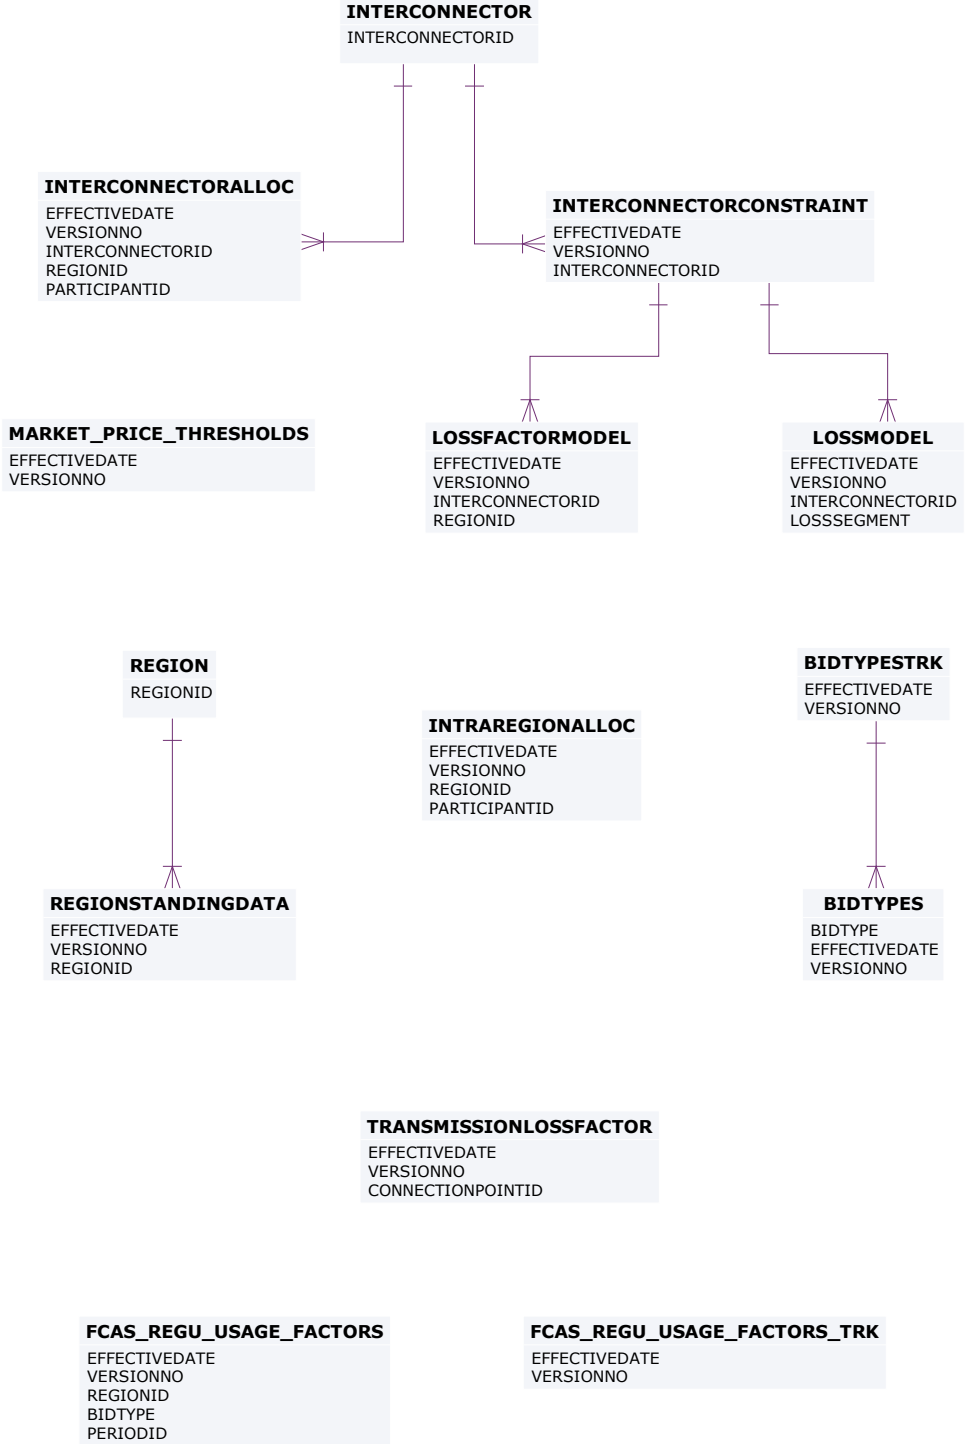 INTERCONNECTOR
INTERCONNECTORID
INTERCONNECTORALLOC
EFFECTIVEDATE
VERSIONNO
INTERCONNECTORID
REGIONID
PARTICIPANTID
INTERCONNECTORCONSTRAINT
EFFECTIVEDATE
VERSIONNO
INTERCONNECTORID
MARKET_PRICE_THRESHOLDS
EFFECTIVEDATE
VERSIONNO
LOSSFACTORMODEL
EFFECTIVEDATE
VERSIONNO
INTERCONNECTORID
REGIONID
LOSSMODEL
EFFECTIVEDATE
VERSIONNO
INTERCONNECTORID
LOSSSEGMENT
REGION
REGIONID
INTRAREGIONALLOC
EFFECTIVEDATE
VERSIONNO
REGIONID
PARTICIPANTID
BIDTYPESTRK
EFFECTIVEDATE
VERSIONNO
REGIONSTANDINGDATA
EFFECTIVEDATE
VERSIONNO
REGIONID
BIDTYPES
BIDTYPE
EFFECTIVEDATE
VERSIONNO
TRANSMISSIONLOSSFACTOR
EFFECTIVEDATE
VERSIONNO
CONNECTIONPOINTID
FCAS_REGU_USAGE_FACTORS
EFFECTIVEDATE
VERSIONNO
REGIONID
BIDTYPE
PERIODID
FCAS_REGU_USAGE_FACTORS_TRK
EFFECTIVEDATE
VERSIONNO